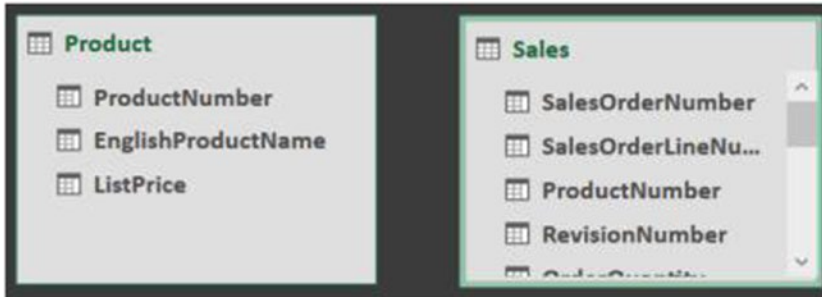 Product
ProductNumber
EnglishProductName
ListPrice
Sales
SalesOrderNumber
SalesOrderLineNu...
ProductNumber
RevisionNumber